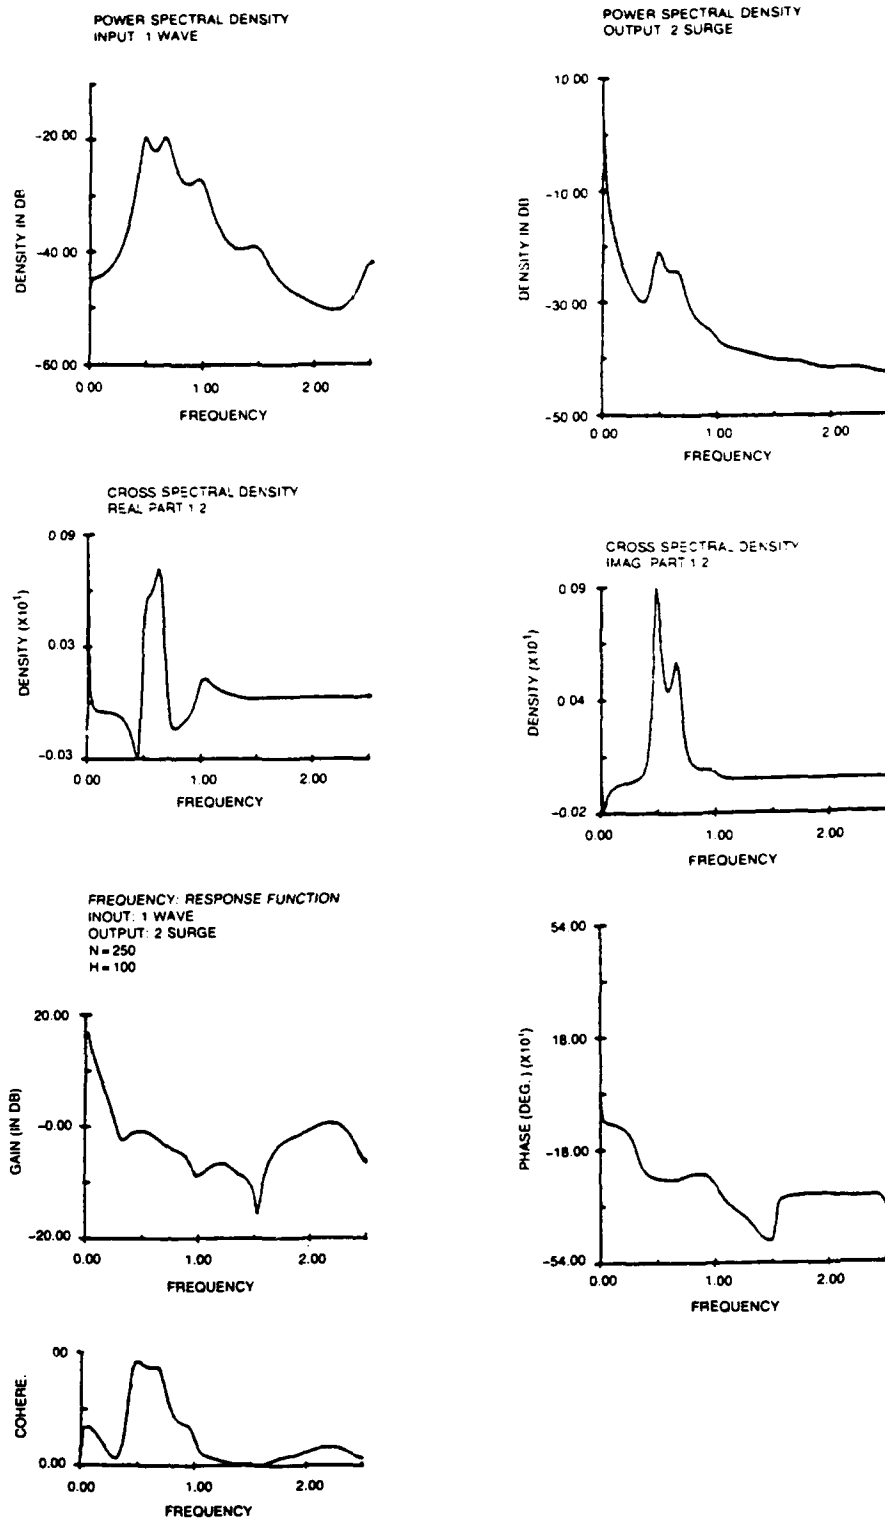 POWER SPECTRAL DENSITY
INPUT 1 WAVE
-20 00
-40 00
-60 00
DENSITY IN DB
0 00
1 00
2 00
FREQUENCY
POWER SPECTRAL DENSITY
OUTPUT 2 SURGE
10 00
-10 00
-30 00
-50 00
DENSITY IN DB
0 00
1 00
2 00
FREQUENCY
CROSS SPECTRAL DENSITY
REAL PART 1 2
0 09
0 03
-0.03
DENSITY (X10¹)
0 00
1.00
2.00
FREQUENCY
CROSS SPECTRAL DENSITY
IMAG PART 1 2
0.09
0.04
-0.02
DENSITY (X10¹)
0.00
1.00
2.00
FREQUENCY
FREQUENCY: RESPONSE FUNCTION
INOUT: 1 WAVE
OUTPUT: 2 SURGE
N = 250
H = 100
20.00
-0.00
-20.00
GAIN (IN DB)
0.00
1.00
2.00
FREQUENCY
54 00
18.00
-18.00
-54.00
PHASE (DEG.) (X10¹)
0.00
1.00
2.00
FREQUENCY
00
0.00
COHERE.
0.00
1.00
2.00
FREQUENCY